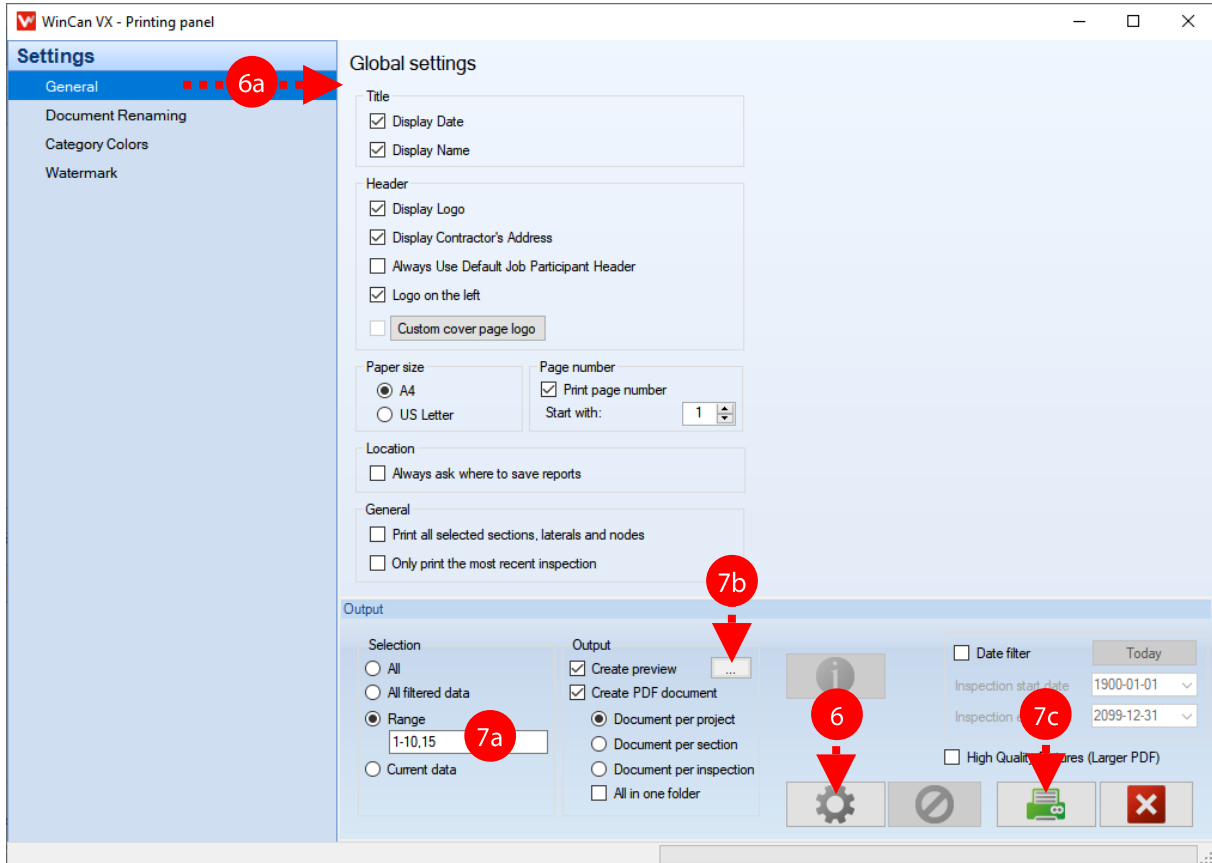 WinCan VX - Printing panel
Settings
General
6a
Document Renaming
Category Colors
Watermark
Global settings
Title
Display Date
Display Name
Header
Display Logo
Display Contractor's Address
Always Use Default Job Participant Header
Logo on the left
Custom cover page logo
Paper size
A4
US Letter
Page number
Print page number
Start with: 1
Location
Always ask where to save reports
General
Print all selected sections, laterals and nodes
Only print the most recent inspection
7b
Output
Selection
All
All filtered data
Range
1-10,15
7a
Current data
Output
Create preview ...
Create PDF document
Document per project
Document per section
Document per inspection
All in one folder
6
Date filter Today
Inspection start date 1900-01-01
Inspection 2099-12-31
7c
High Quality (Larger PDF)